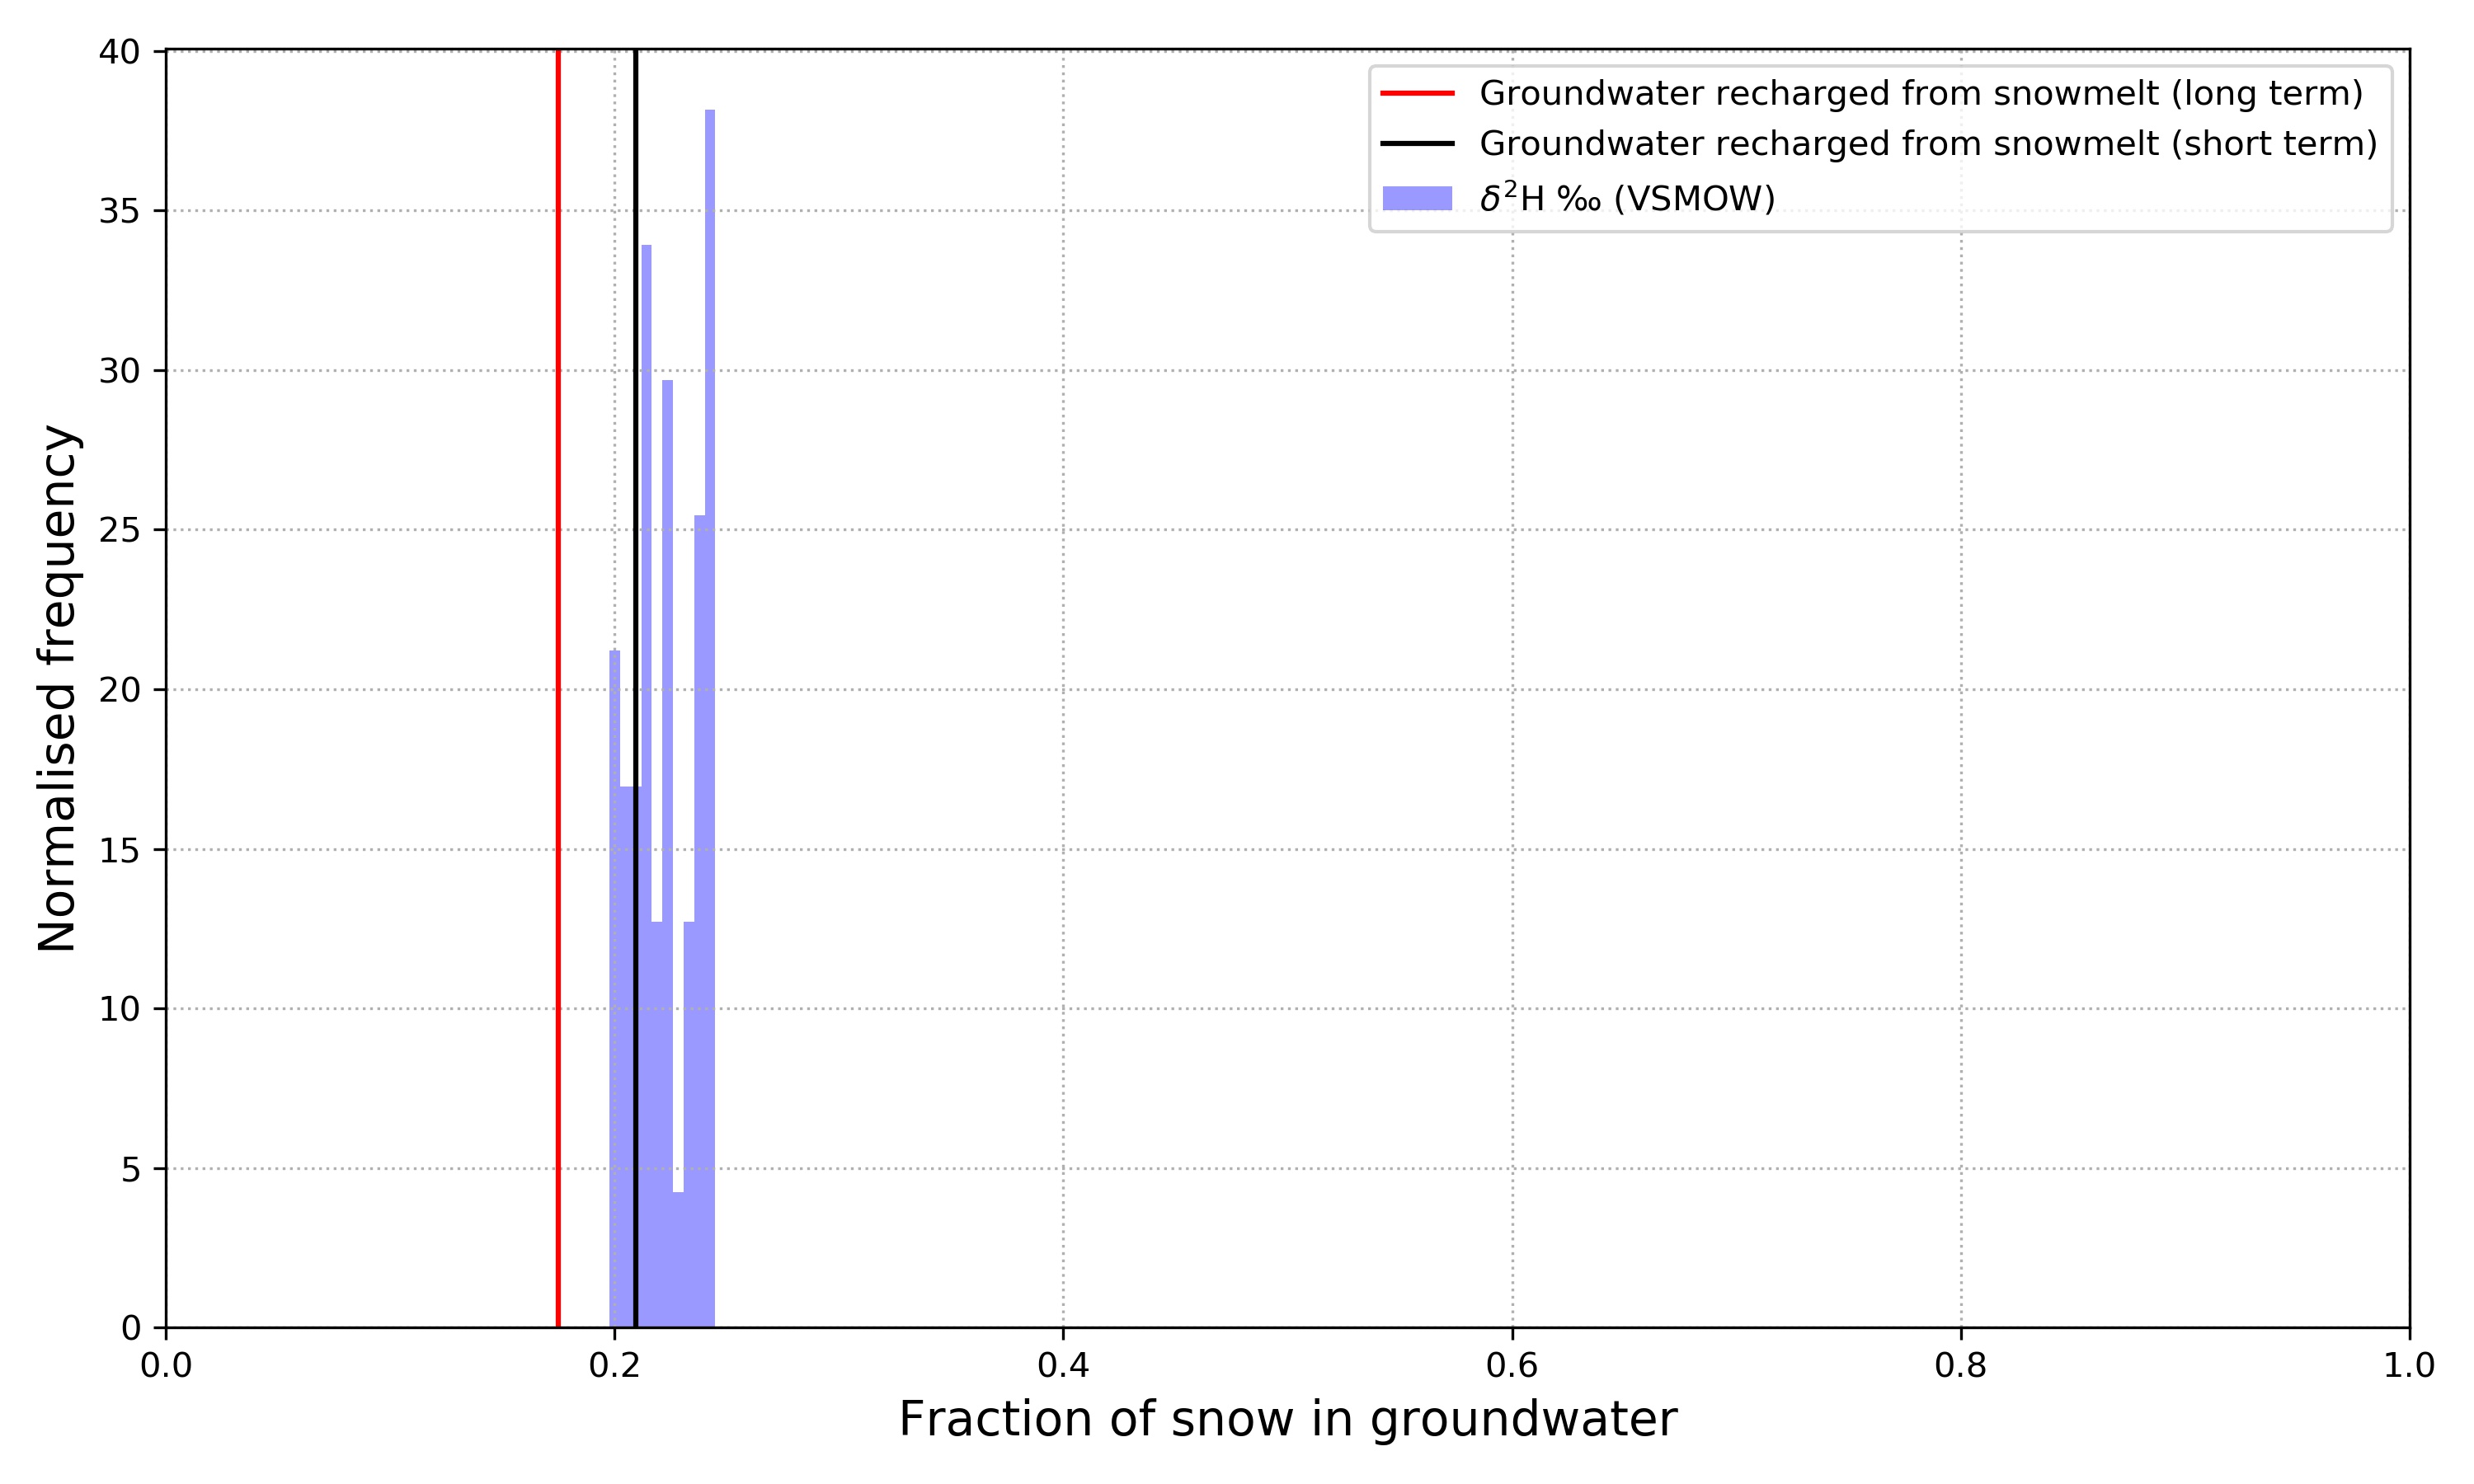 40
35
30
25
20
15
10
5
0
Normalised frequency
Groundwater recharged from snowmelt (long term)
Groundwater recharged from snowmelt (short term)
δ²H ‰ (VSMOW)
0.0 0.2 0.4 0.6 0.8 1.0
Fraction of snow in groundwater